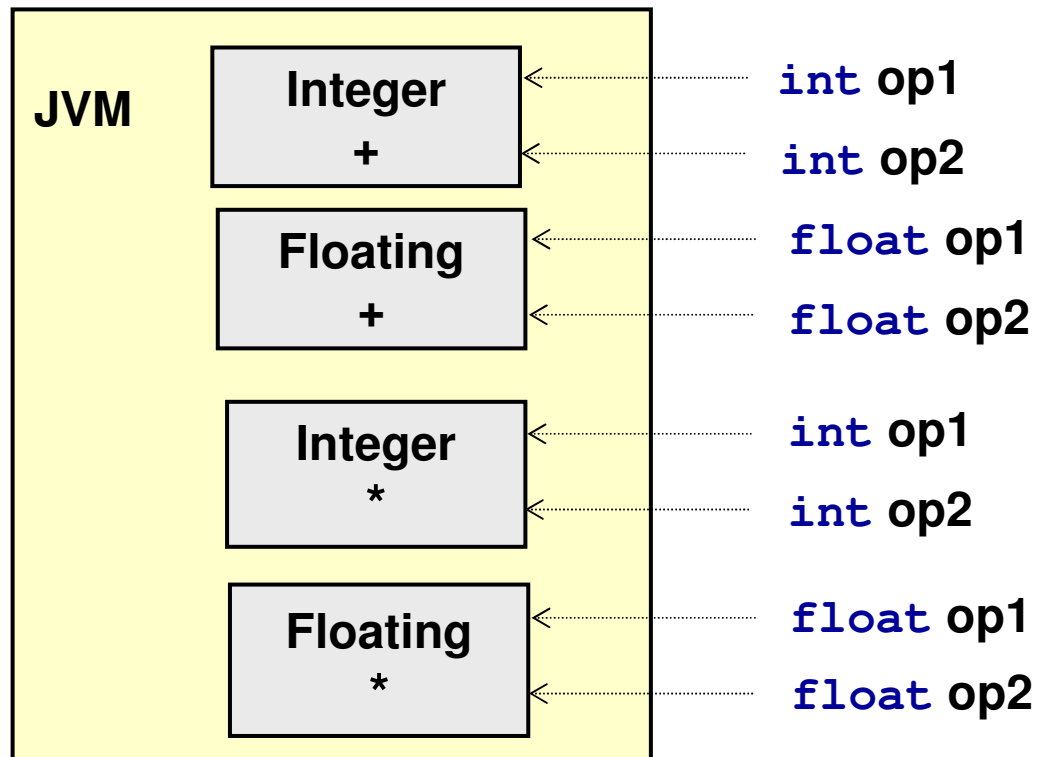 JVM
Integer
+
int op1
int op2
Floating
+
float op1
float op2
Integer
*
int op1
int op2
Floating
*
float op1
float op2